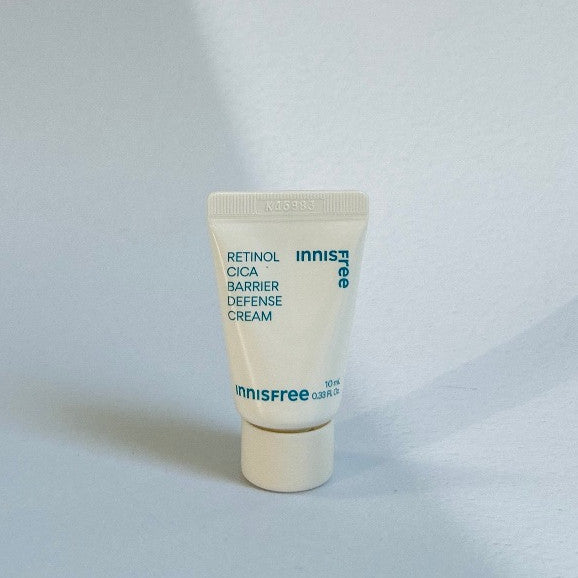 RETINOL
CICA
BARRIER
DEFENSE
CREAM
INNISFree
INNISFree
10 mL
0.33 Fl. Oz.